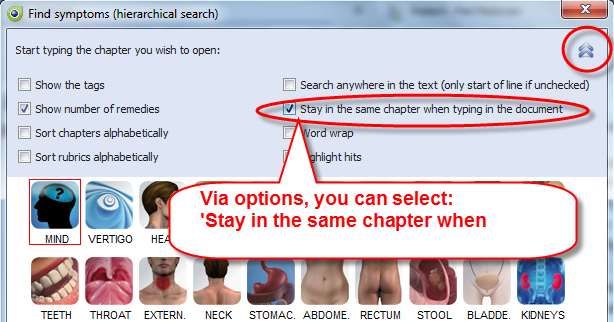 Find symptoms (hierarchical search)
Start typing the chapter you wish to open:
Show the tags
Search anywhere in the text (only start of line if unchecked)
Show number of remedies
Stay in the same chapter when typing in the document
Sort chapters alphabetically
Word wrap
Sort rubrics alphabetically
highlight hits
Via options, you can select:
'Stay in the same chapter when
MIND VERTIGO HEA
TEETH THROAT EXTERN. NECK STOMAC. ABDOME. RECTUM STOOL BLADDE. KIDNEYS